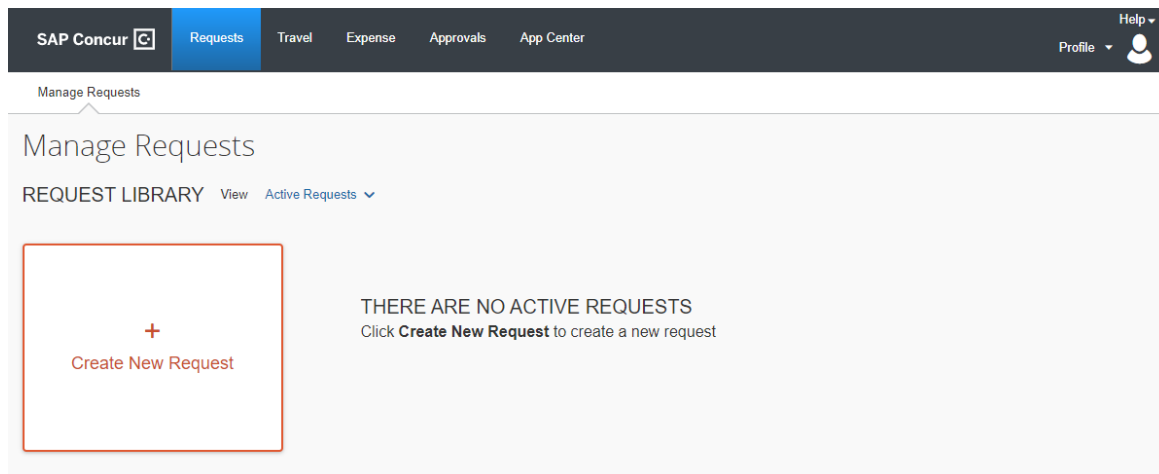 Help
SAP Concur Requests Travel Expense Approvals App Center
Profile
Manage Requests
Manage Requests
REQUEST LIBRARY View Active Requests
THERE ARE NO ACTIVE REQUESTS
Click Create New Request to create a new request
+
Create New Request